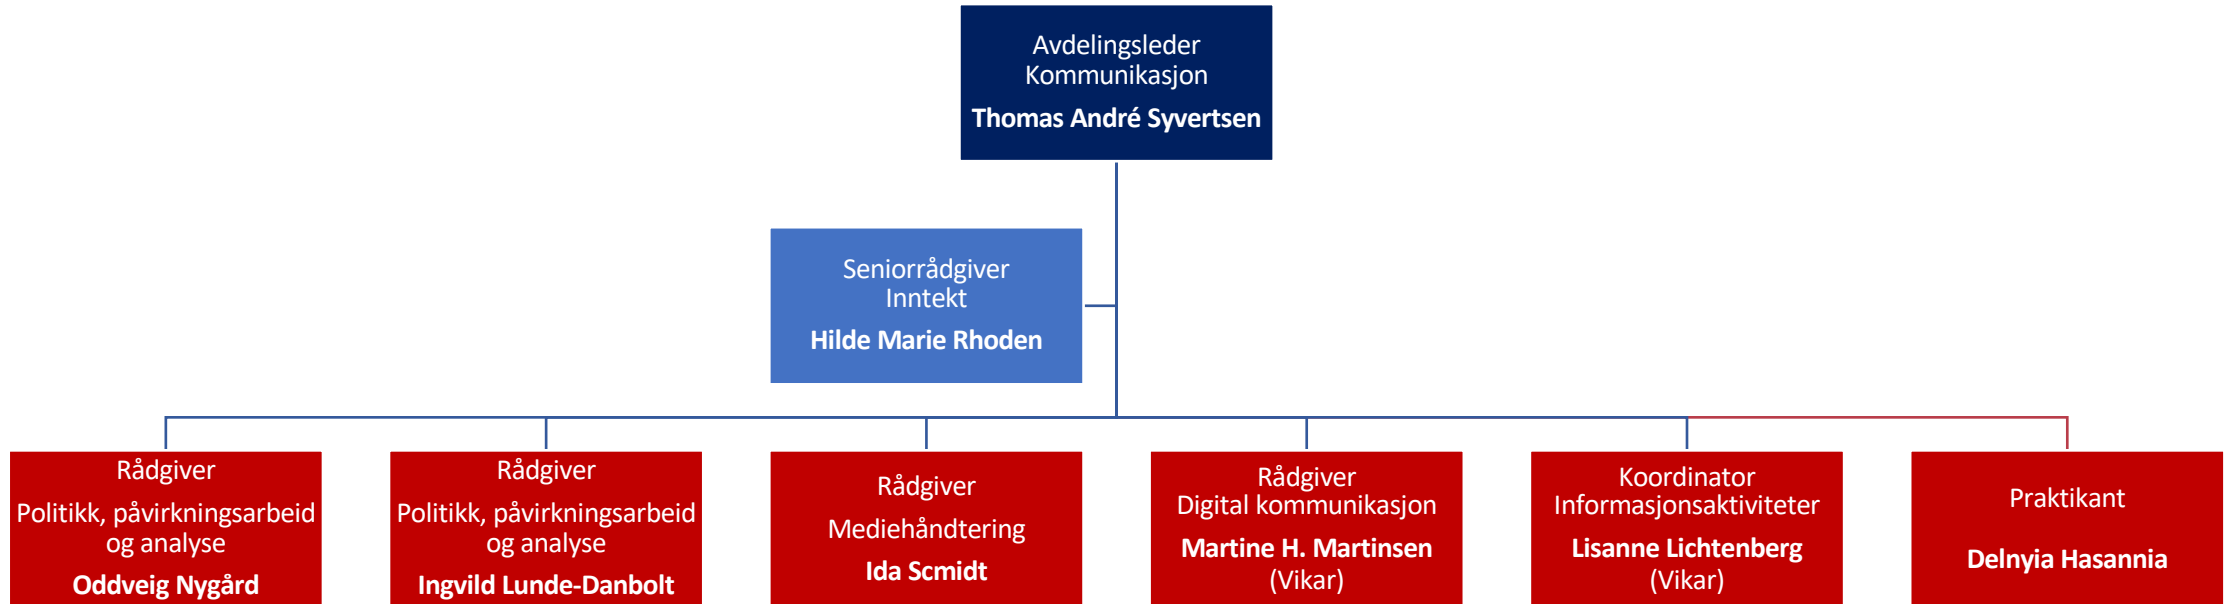 Avdelingsleder
Kommunikasjon
Thomas André Syvertsen
Seniorrådgiver
Inntekt
Hilde Marie Rhoden
Rådgiver
Politikk, påvirkningsarbeid
og analyse
Oddveig Nygård
Rådgiver
Politikk, påvirkningsarbeid
og analyse
Ingvild Lunde-Danbolt
Rådgiver
Mediehåndtering
Ida Scmidt
Rådgiver
Digital kommunikasjon
Martine H. Martinsen
(Vikar)
Koordinator
Informasjonsaktiviteter
Lisanne Lichtenberg
(Vikar)
Praktikant
Delnyia Hasannia